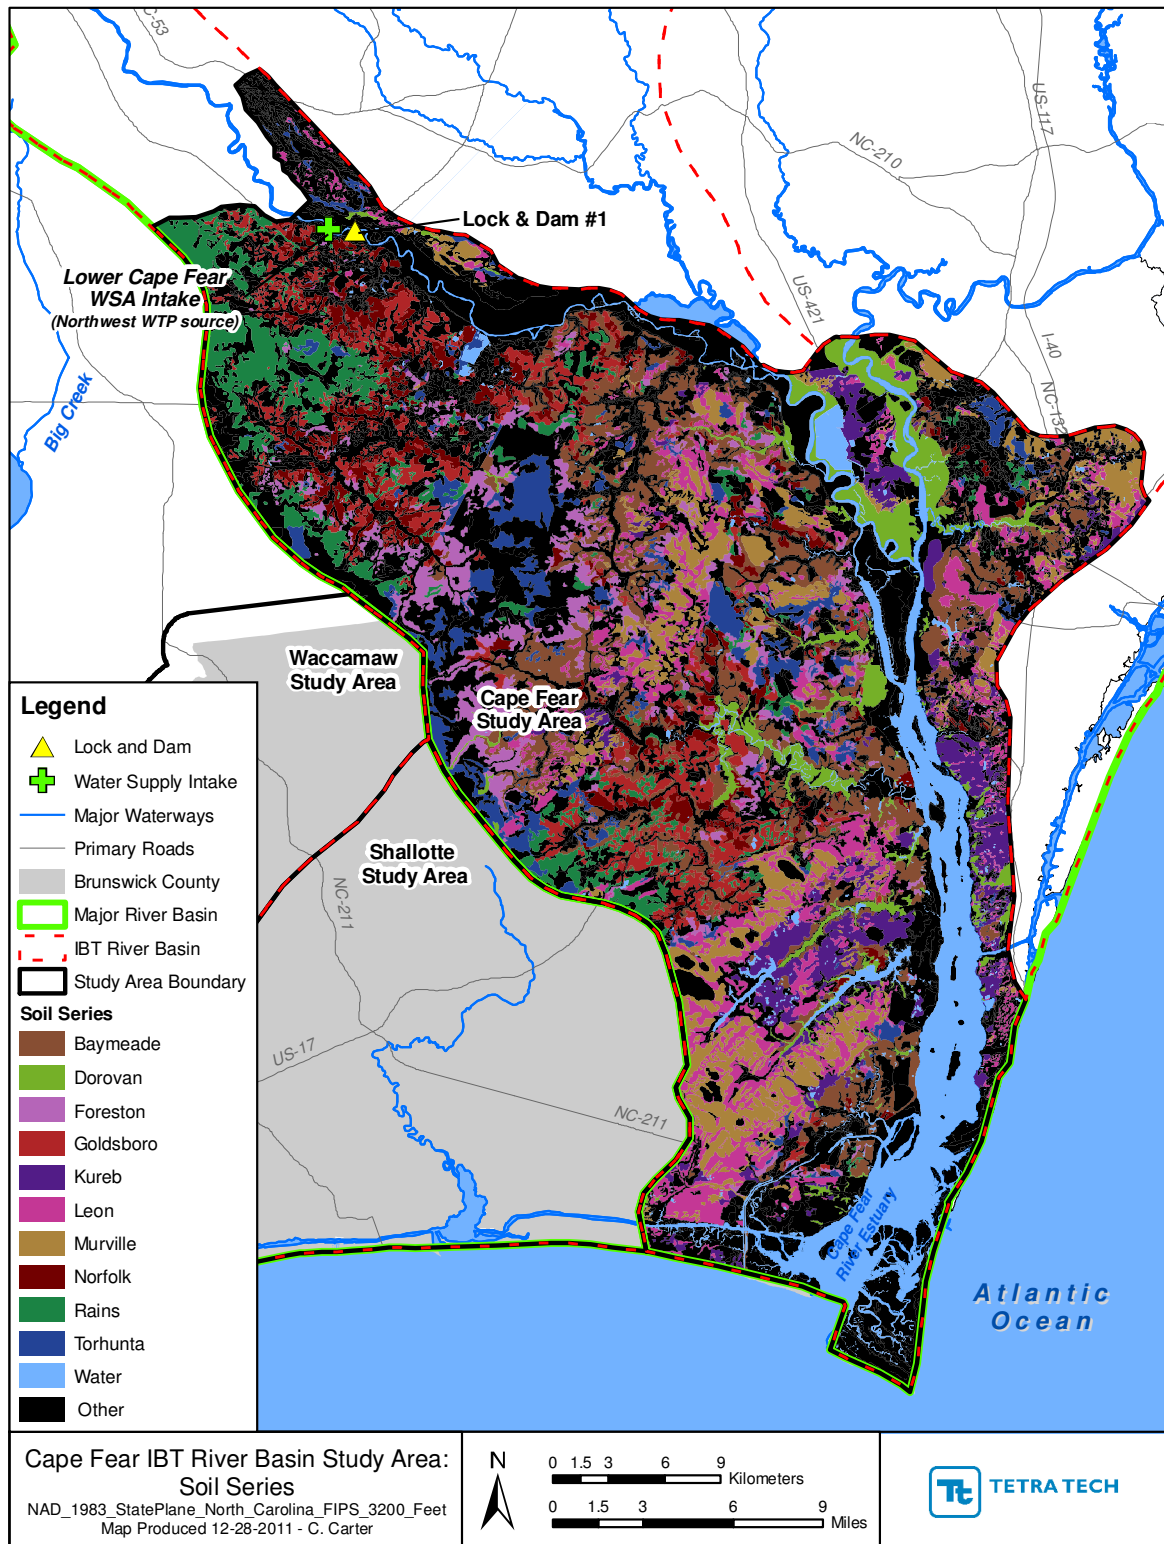 C-53
US-117
NC-210
Lock & Dam #1
Lower Cape Fear
WSA Intake
(Northwest WTP source)
US-421
I-40
NC-132
Big Creek
Waccamaw
Study Area
Cape Fear
Study Area
Shallotte
Study Area
NC-211
US-17
NC-211
Cape Fear
River Estuary
Atlantic
Ocean
Legend
Lock and Dam
Water Supply Intake
Major Waterways
Primary Roads
Brunswick County
Major River Basin
IBT River Basin
Study Area Boundary
Soil Series
Baymeade
Dorovan
Foreston
Goldsboro
Kureb
Leon
Murville
Norfolk
Rains
Torhunta
Water
Other
Cape Fear IBT River Basin Study Area:
Soil Series
NAD_1983_StatePlane_North_Carolina_FIPS_3200_Feet
Map Produced 12-28-2011 - C. Carter
N
0 1.5 3 6 9
Kilometers
0 1.5 3 6 9
Miles
Tt TETRA TECH